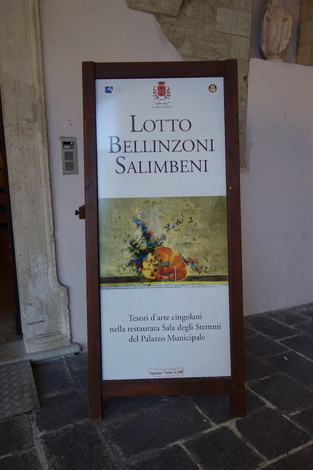 LOTTO
BELLINZONI
SALIMBENI
Tesori d'arte cingolani
nella restaurata Sala degli Stemmi
del Palazzo Municipale